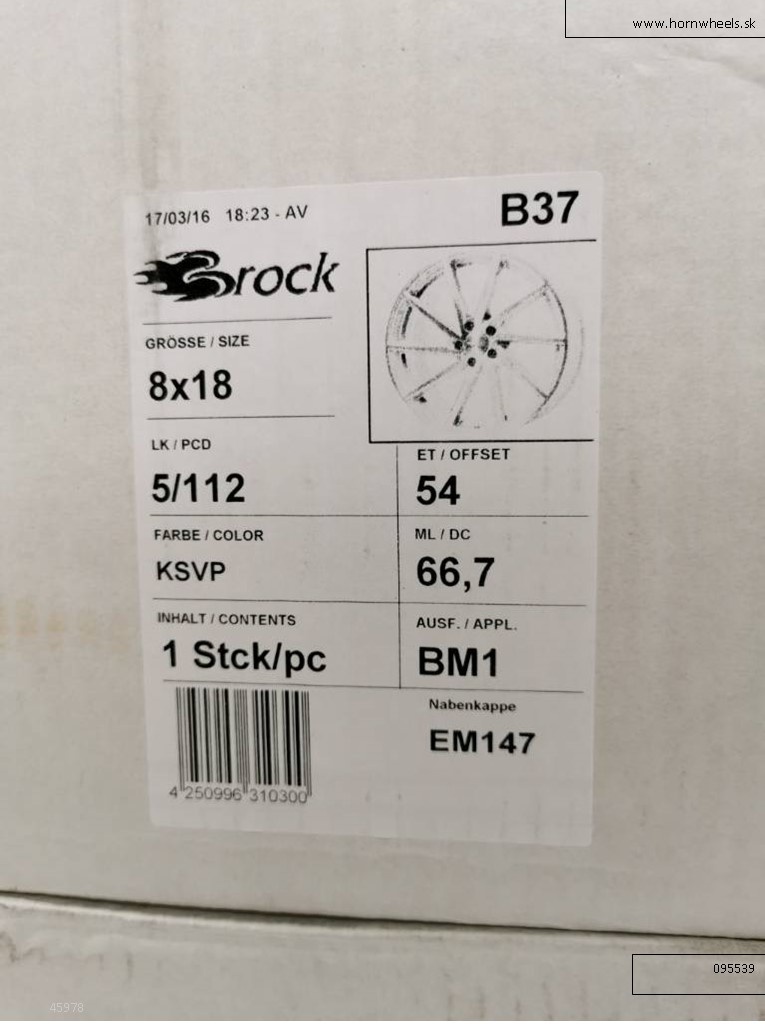 www.hornwheels.sk
17/03/16 18:23 - AV
B37
Brock
GRÖSSE / SIZE
8x18
LK / PCD
5/112
ET / OFFSET
54
FARBE / COLOR
KSVP
ML / DC
66,7
INHALT / CONTENTS
1 Stck/pc
AUSF. / APPL.
BM1
Nabenkappe
EM147
4 250996 310300
095539
45978